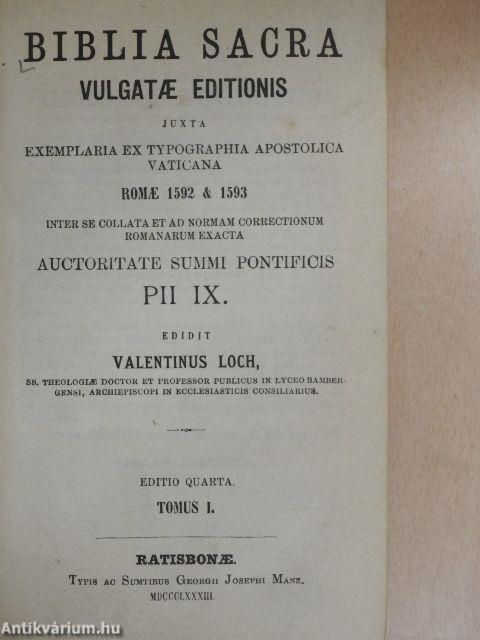 BIBLIA SACRA
VULGATÆ EDITIONIS
JUXTA
EXEMPLARIA EX TYPOGRAPHIA APOSTOLICA
VATICANA
ROMÆ 1592 & 1593
INTER SE COLLATA ET AD NORMAM CORRECTIONUM
ROMANARUM EXACTA
AUCTORITATE SUMMI PONTIFICIS
PII IX.
EDIDIT
VALENTINUS LOCH,
SS. THEOLOGIÆ DOCTOR ET PROFESSOR PUBLICUS IN LYCEO BAMBER-
GENSI, ARCHIEPISCOPI IN ECCLESIASTICIS CONSILIARIUS.
EDITIO QUARTA.
TOMUS I.
RATISBONÆ.
TYPIS AC SUMTIBUS GEORGII JOSEPHI MANZ.
MDCCCLXXXIII.
Antikvárium.hu